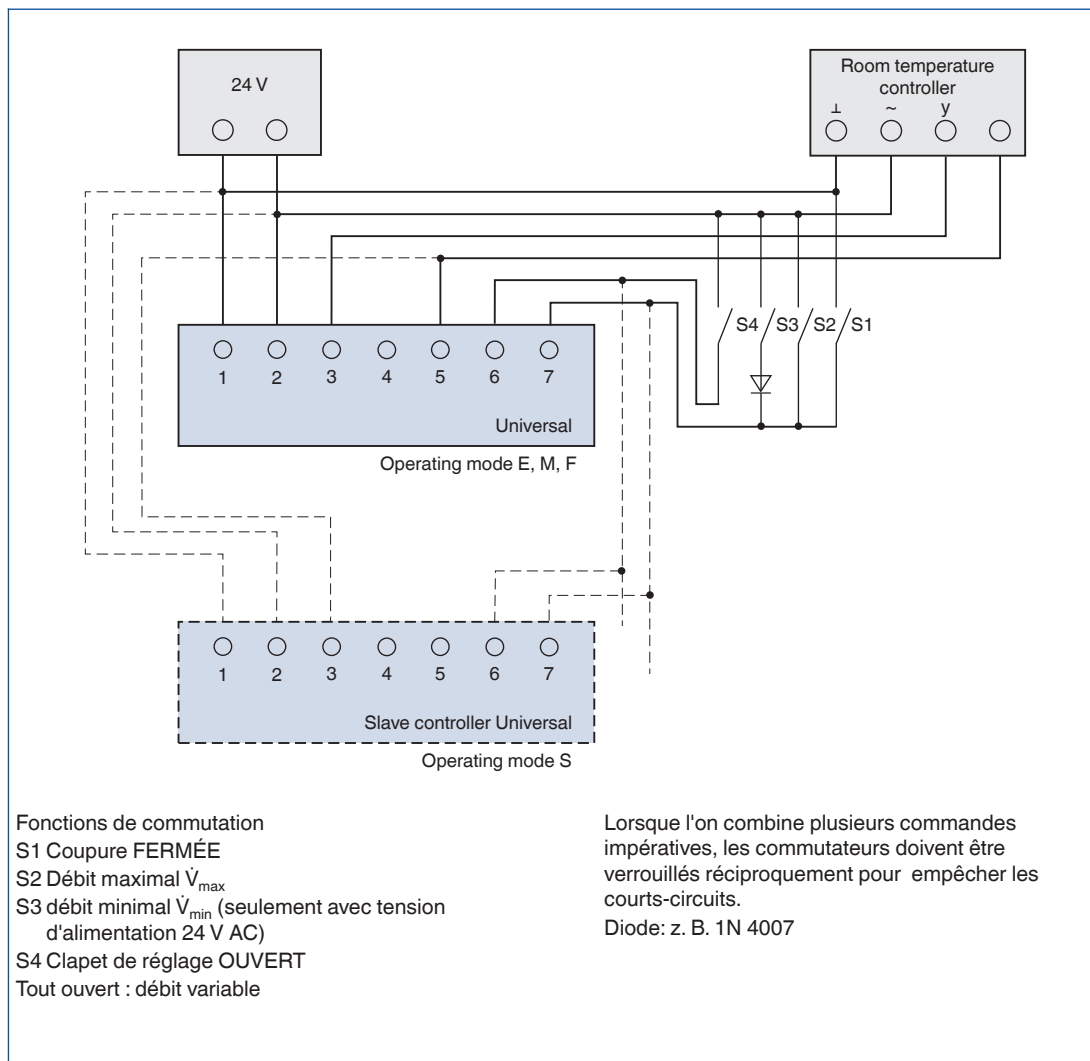 24 V
Room temperature
controller
⊥ ~ y
S4 S3 S2 S1
1 2 3 4 5 6 7
Universal
Operating mode E, M, F
1 2 3 4 5 6 7
Slave controller Universal
Operating mode S
Fonctions de commutation
S1 Coupure FERMÉE
S2 Débit maximal V̇max
S3 débit minimal V̇min (seulement avec tension
d'alimentation 24 V AC)
S4 Clapet de réglage OUVERT
Tout ouvert : débit variable
Lorsque l'on combine plusieurs commandes
impératives, les commutateurs doivent être
verrouillés réciproquement pour empêcher les
courts-circuits.
Diode: z. B. 1N 4007